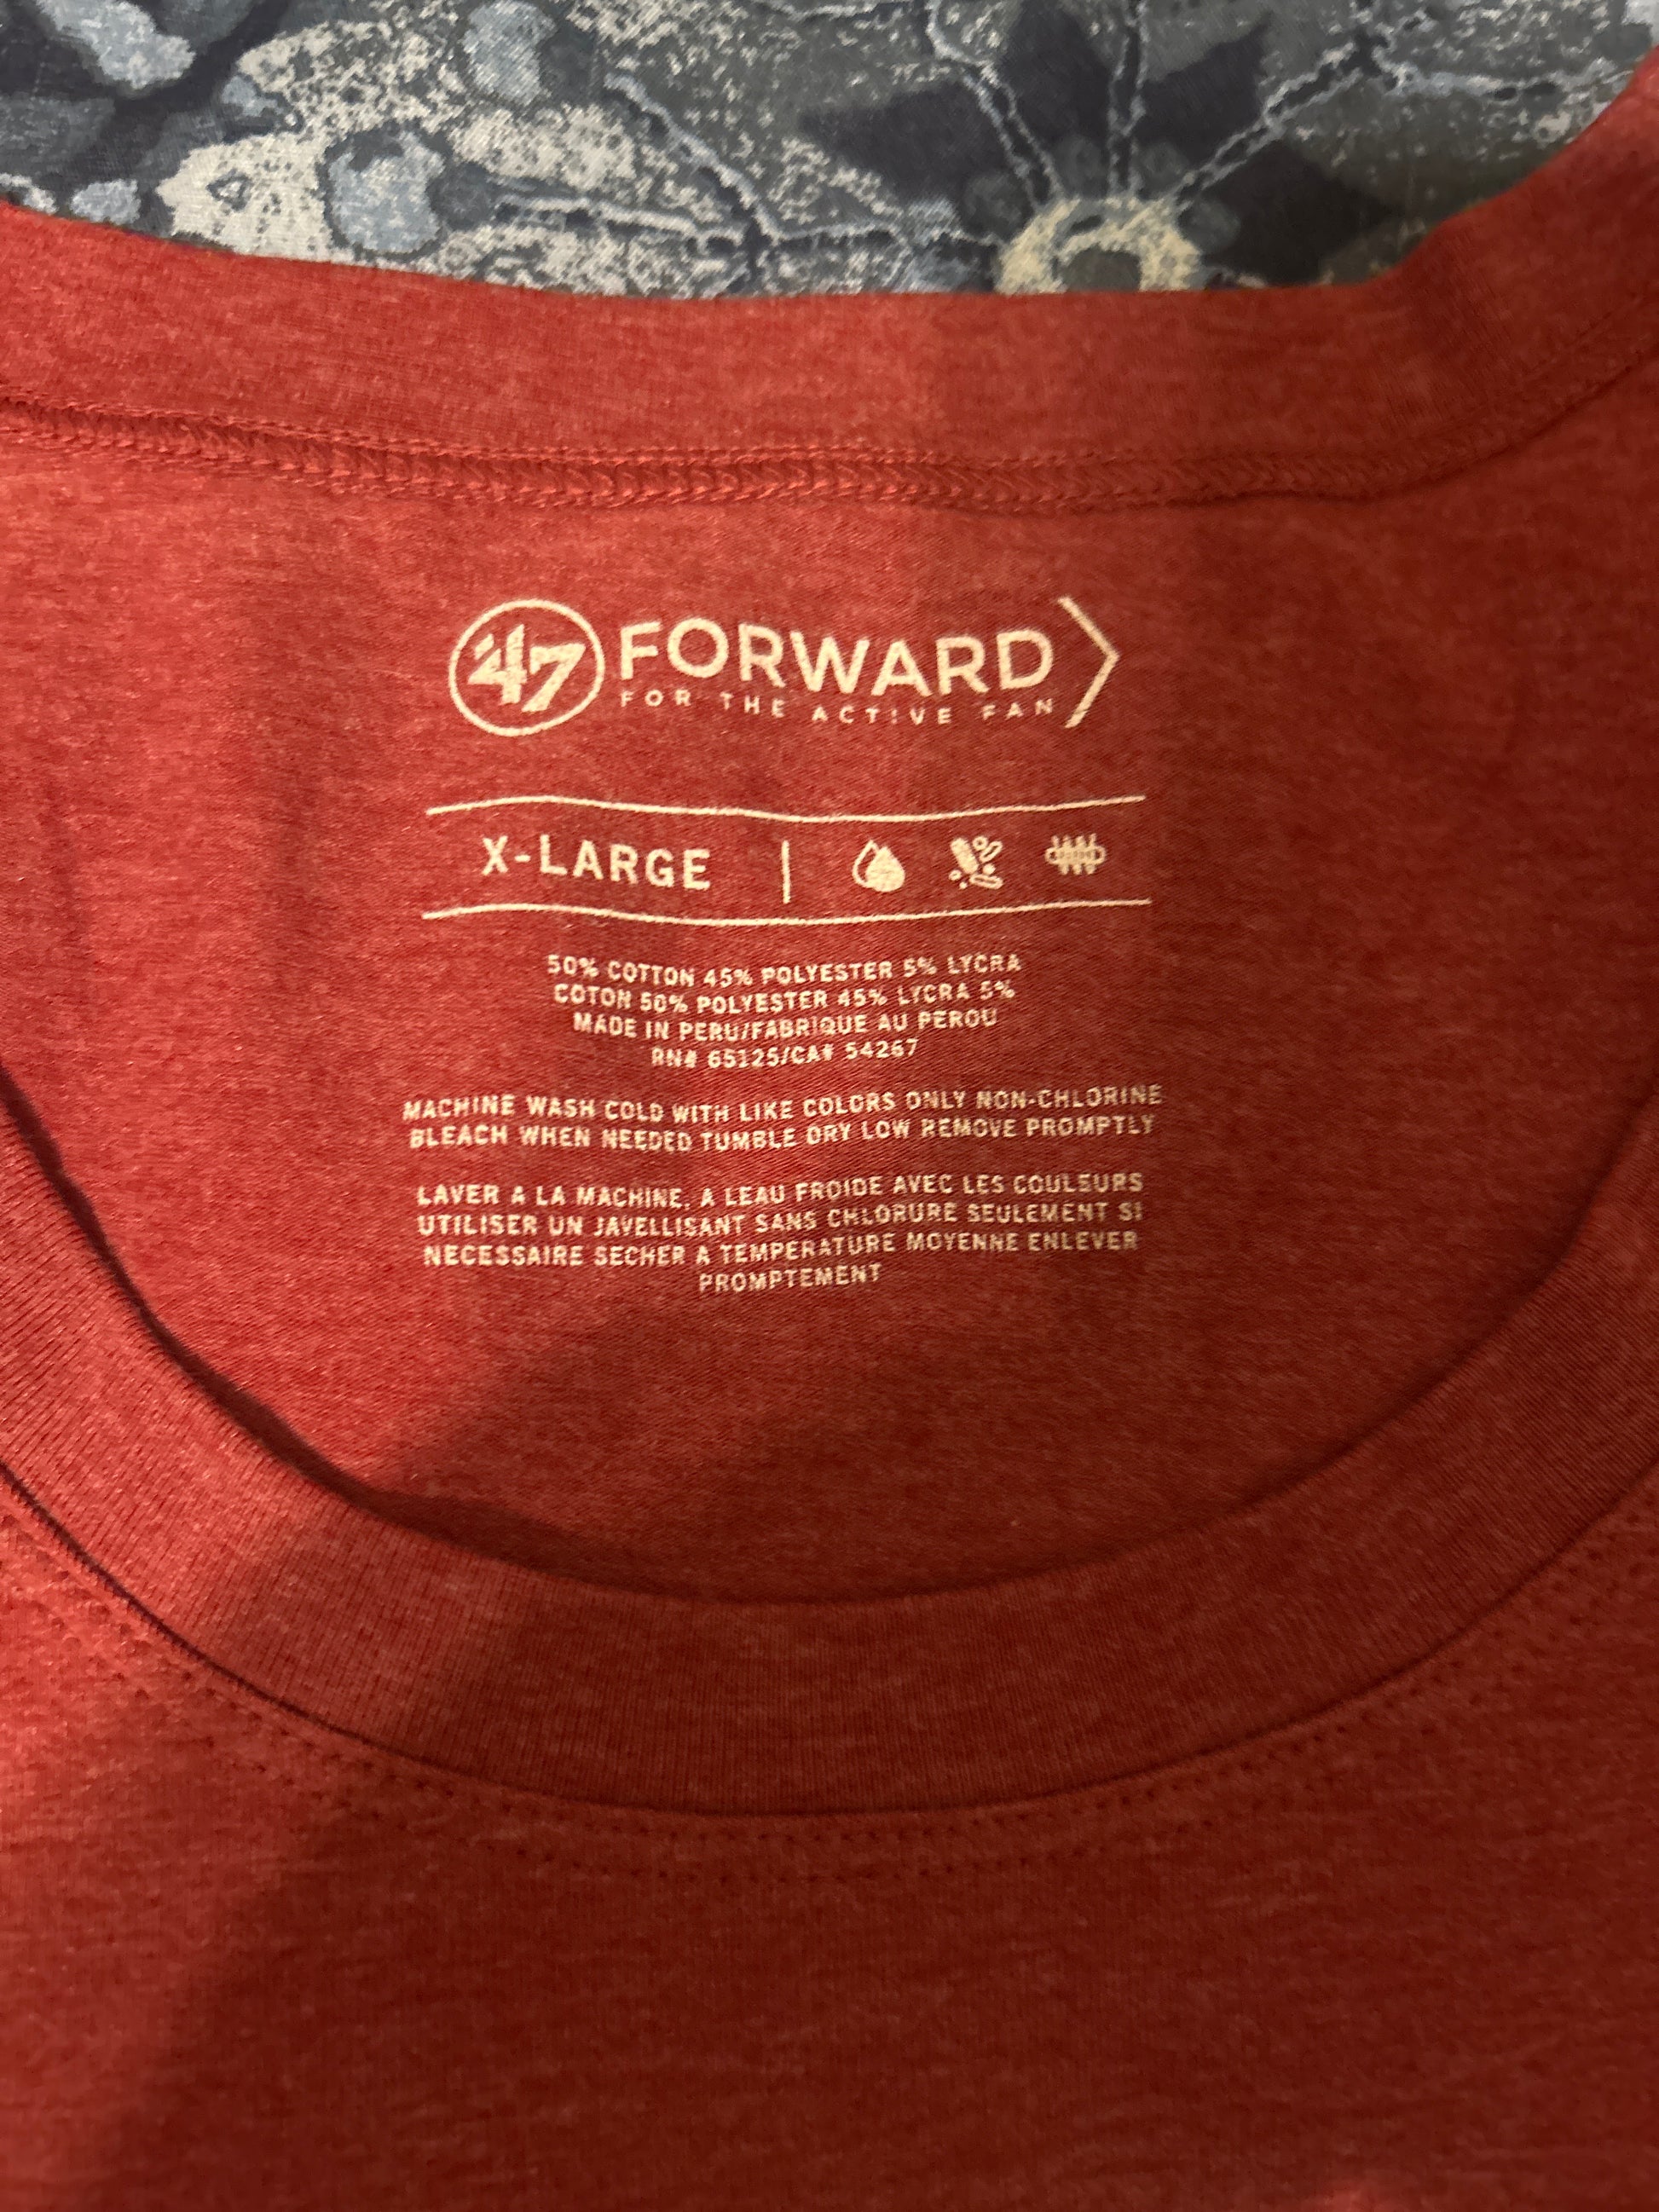 47 FORWARD
FOR THE ACTIVE FAN
X-LARGE |
50% COTTON 45% POLYESTER 5% LYCRA
COTON 50% POLYESTER 45% LYCRA 5%
MADE IN PERU/FABRIQUE AU PEROU
RN# 65125/CA# 54267
MACHINE WASH COLD WITH LIKE COLORS ONLY NON-CHLORINE
BLEACH WHEN NEEDED TUMBLE DRY LOW REMOVE PROMPTLY
LAVER A LA MACHINE, A LEAU FROIDE AVEC LES COULEURS
UTILISER UN JAVELLISANT SANS CHLORURE SEULEMENT SI
NECESSAIRE SECHER A TEMPERATURE MOYENNE ENLEVER
PROMPTEMENT